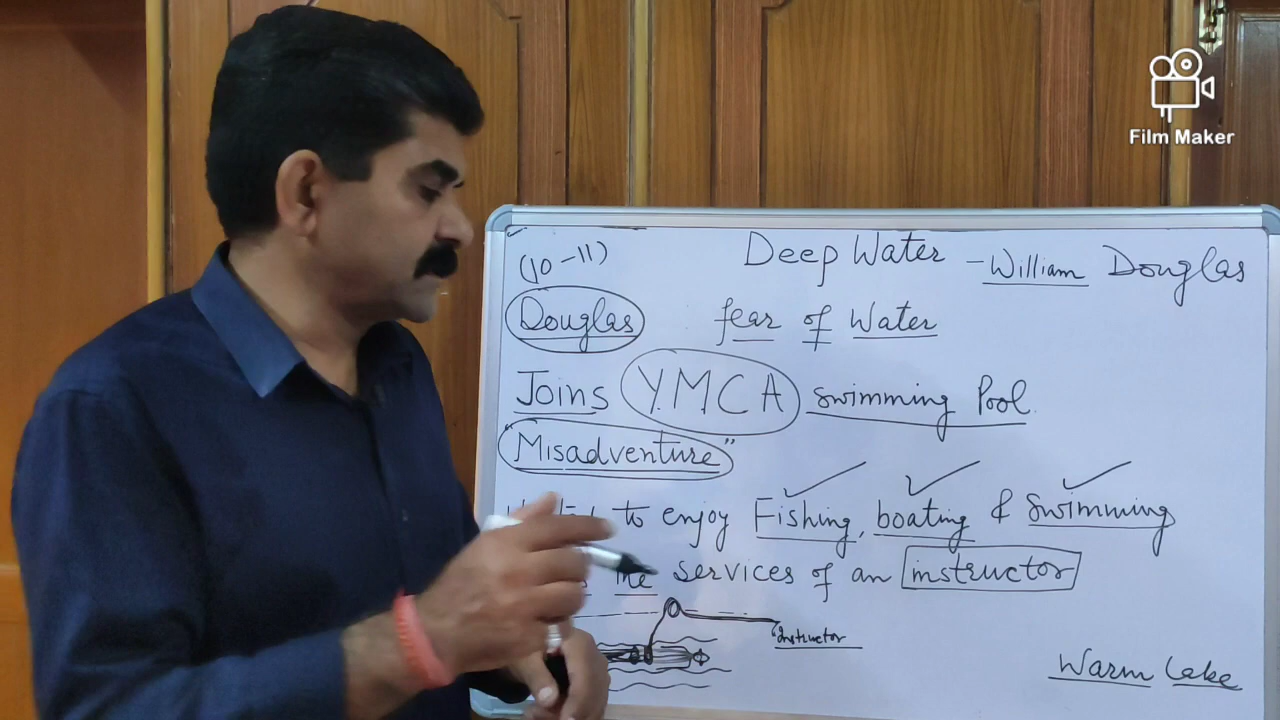 Film Maker
(10-11) Deep Water - William Douglas
Douglas fear of Water
Joins Y.M.C.A swimming Pool.
"Misadventure"
to enjoy Fishing, boating & swimming
the services of an instructor
Instructor
Warm Lake